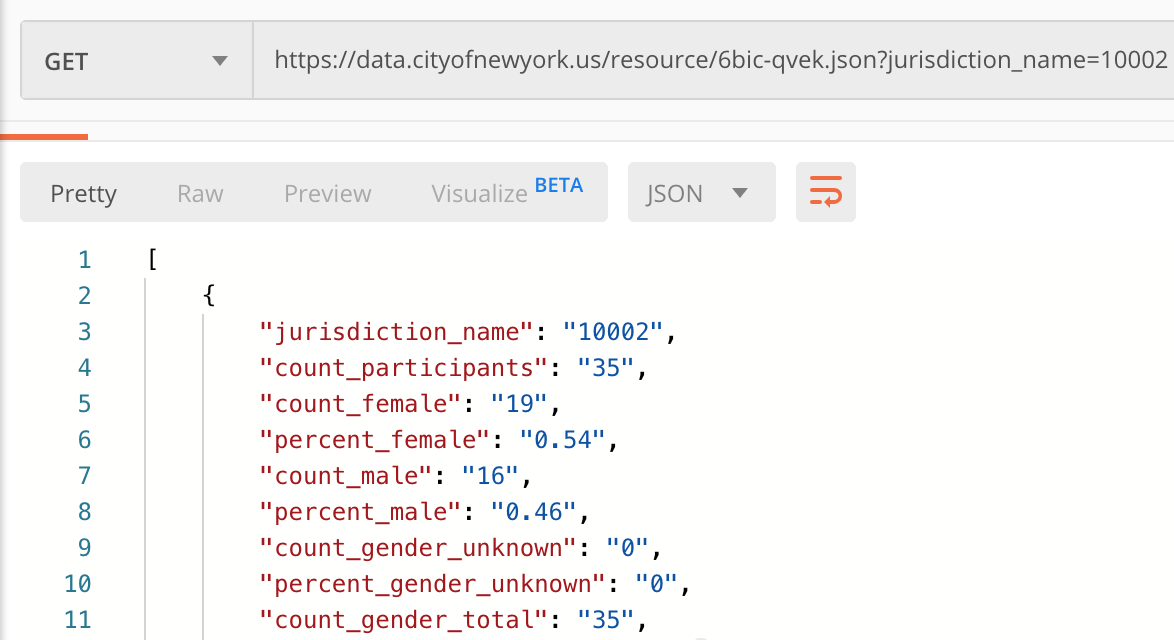 GET https://data.cityofnewyork.us/resource/6bic-qvek.json?jurisdiction_name=10002
Pretty Raw Preview Visualize BETA JSON
1 [
2 {
3 "jurisdiction_name": "10002",
4 "count_participants": "35",
5 "count_female": "19",
6 "percent_female": "0.54",
7 "count_male": "16",
8 "percent_male": "0.46",
9 "count_gender_unknown": "0",
10 "percent_gender_unknown": "0",
11 "count_gender_total": "35",